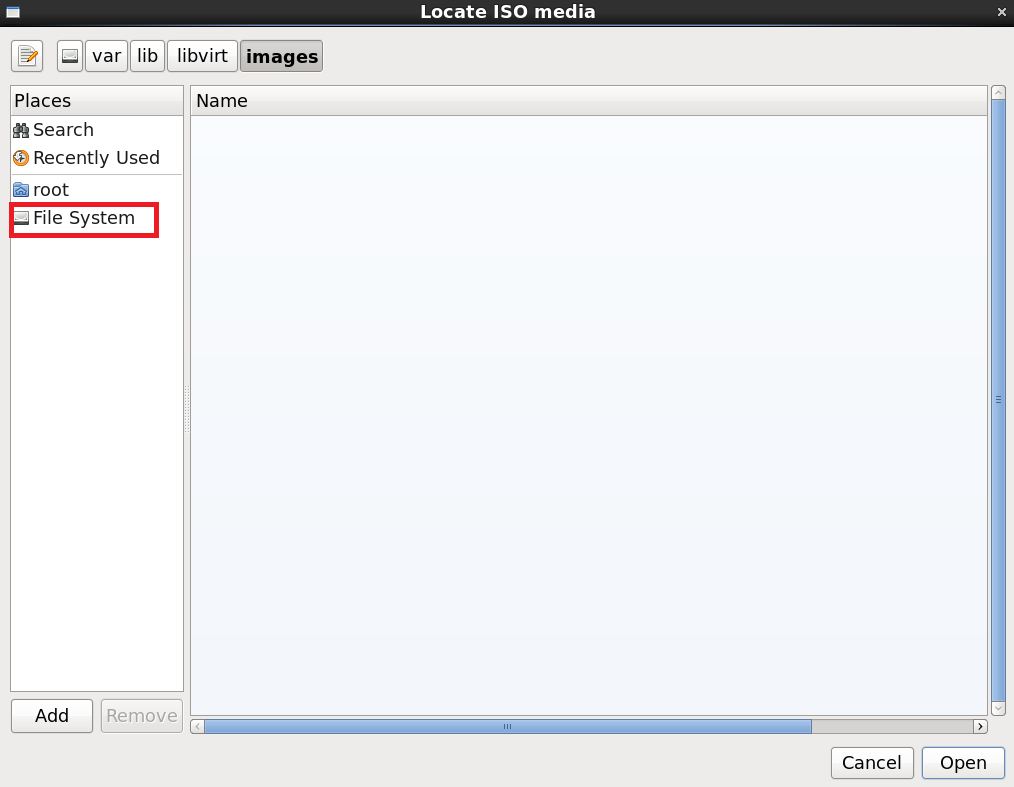 Locate ISO media
var lib libvirt images
Places
Name
Search
Recently Used
root
File System
Add Remove
Cancel Open